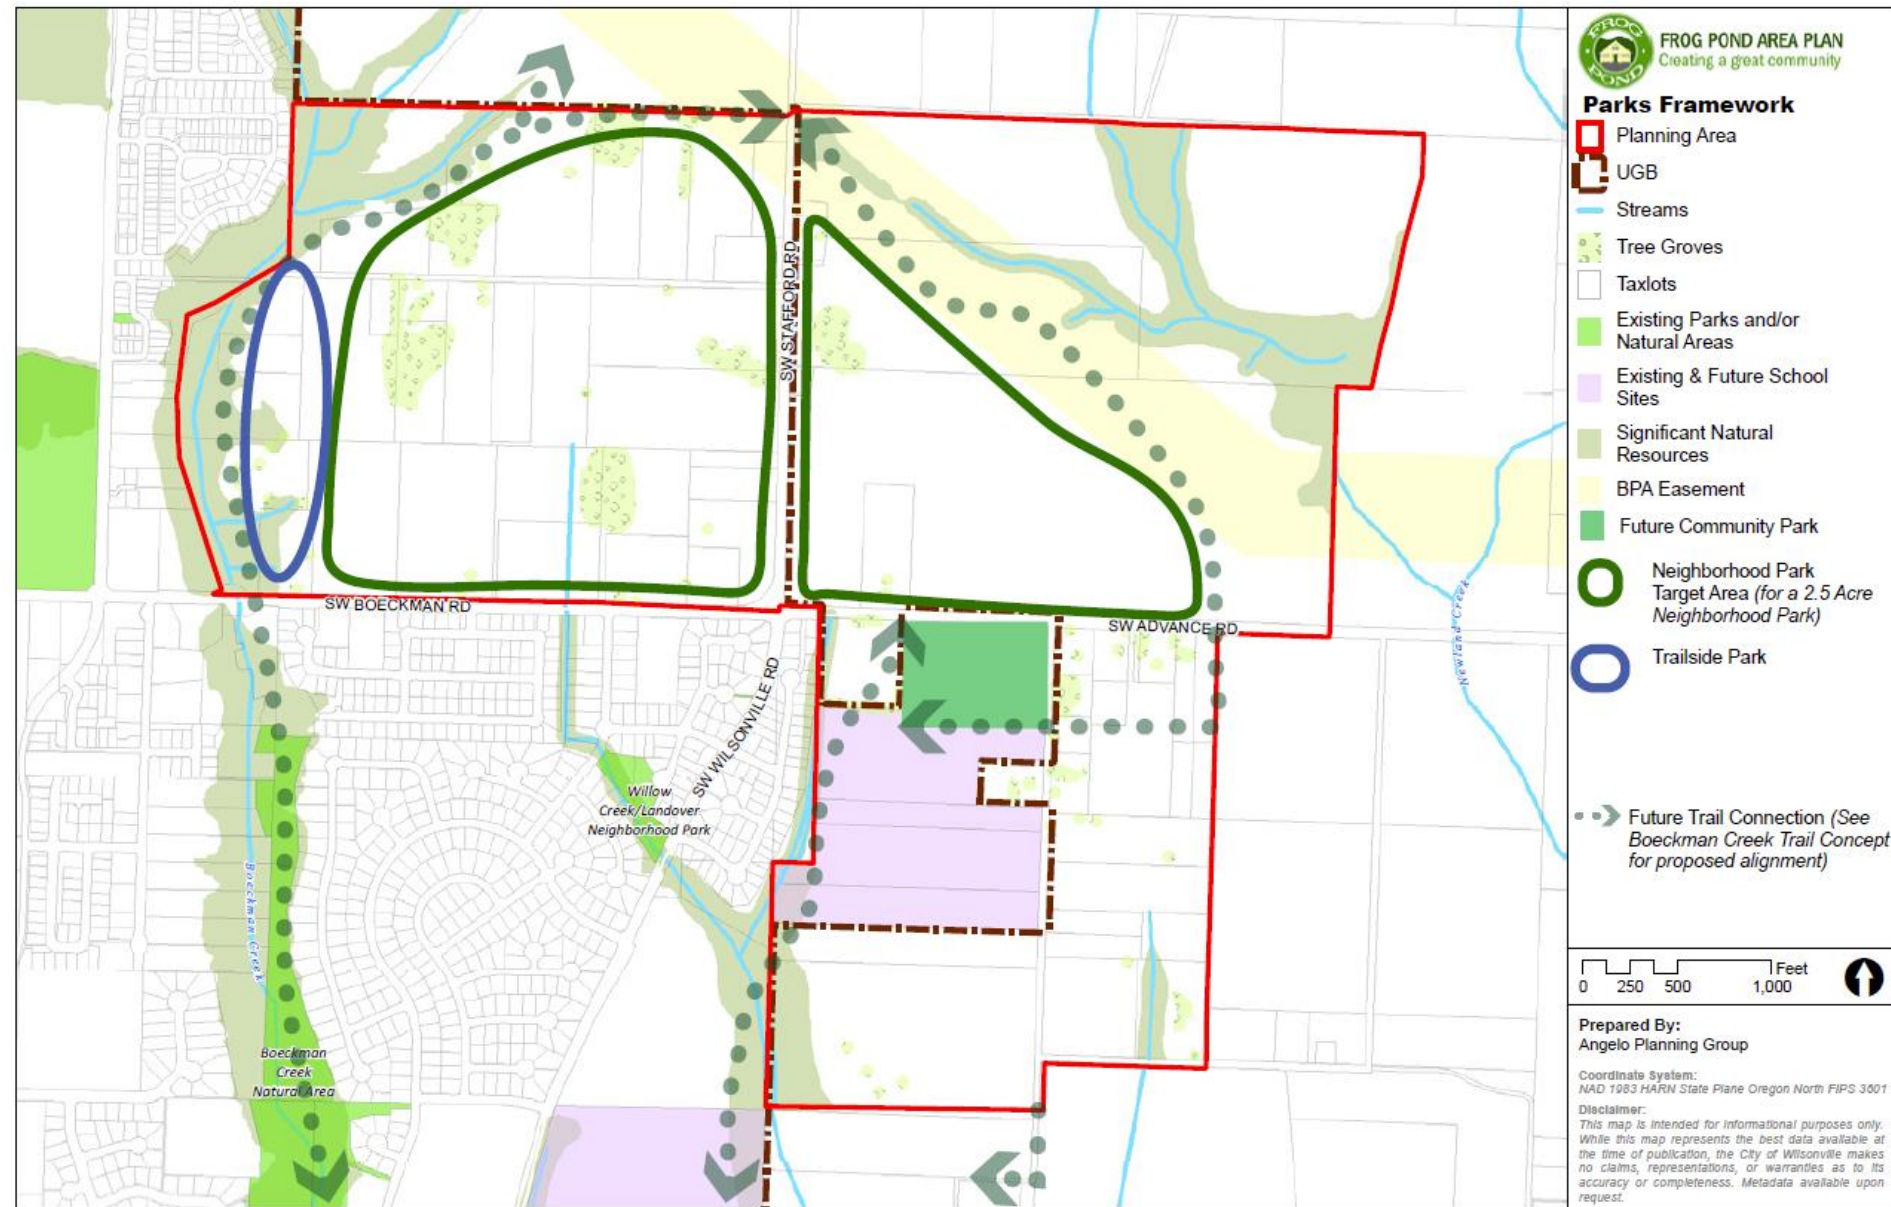 SW STAFFORD RD
SW BOECKMAN RD
SW ADVANCE RD
SW WILSONVILLE RD
Willow
Creek/Landover
Neighborhood Park
Newland Creek
Boeckman Creek
Boeckman
Creek
Natural Area
FROG POND
FROG POND AREA PLAN
Creating a great community
Parks Framework
Planning Area
UGB
Streams
Tree Groves
Taxlots
Existing Parks and/or
Natural Areas
Existing & Future School
Sites
Significant Natural
Resources
BPA Easement
Future Community Park
Neighborhood Park
Target Area (for a 2.5 Acre
Neighborhood Park)
Trailside Park
Future Trail Connection (See
Boeckman Creek Trail Concept
for proposed alignment)
Feet
0 250 500 1,000
Prepared By:
Angelo Planning Group
Coordinate System:
NAD 1983 HARN State Plane Oregon North FIPS 3601
Disclaimer:
This map is intended for informational purposes only.
While this map represents the best data available at
the time of publication, the City of Wilsonville makes
no claims, representations, or warranties as to its
accuracy or completeness. Metadata available upon
request.